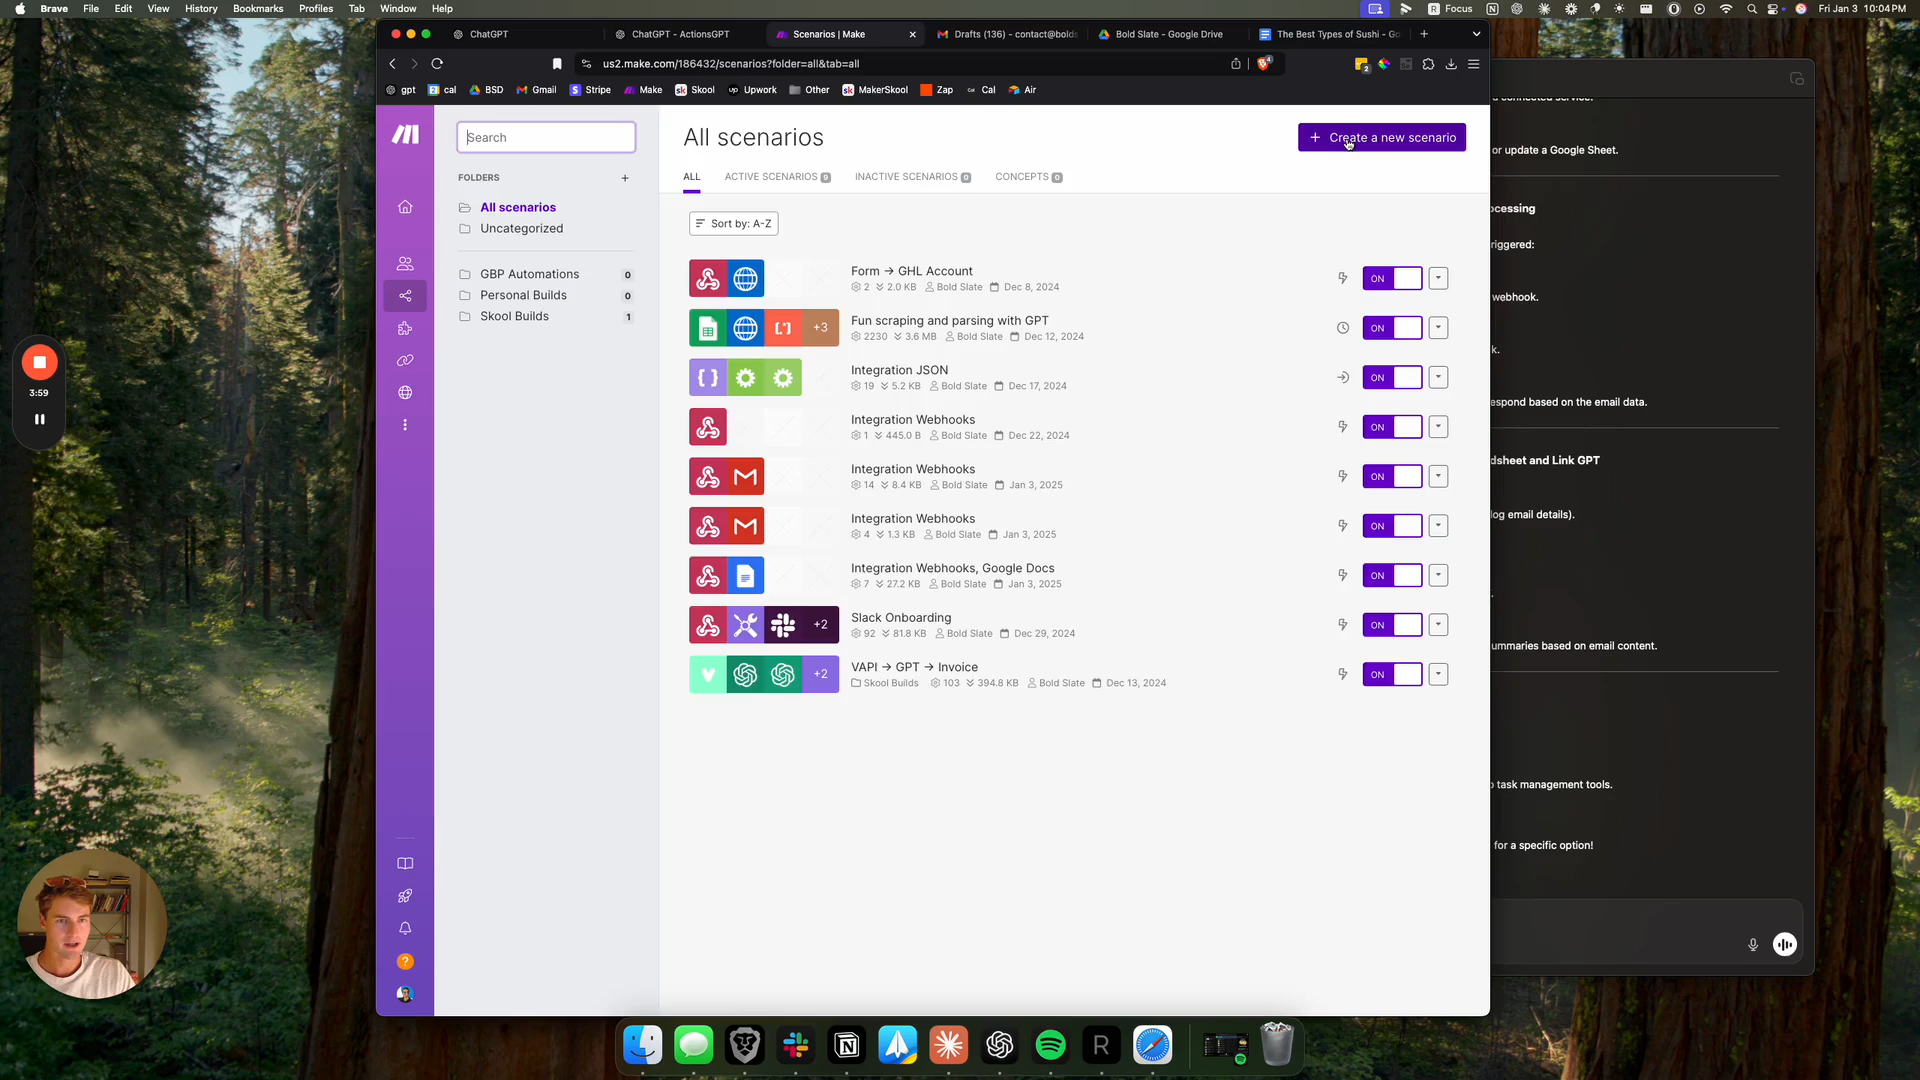 Brave File Edit View History Bookmarks Profiles Tab Window Help
Focus Fri Jan 3 10:04 PM
ChatGPT
ChatGPT - ActionsGPT
Scenarios | Make
Drafts (136) - contact@bolds
Bold Slate - Google Drive
The Best Types of Sushi - Go
us2.make.com/186432/scenarios?folder=all&tab=all
gpt cal BSD Gmail Stripe Make Skool Upwork Other MakerSkool Zap Cal Air
Search
FOLDERS
All scenarios
Uncategorized
GBP Automations 0
Personal Builds 0
Skool Builds 1
All scenarios
Create a new scenario
ALL ACTIVE SCENARIOS 9 INACTIVE SCENARIOS 0 CONCEPTS 0
Sort by: A-Z
Form → GHL Account
2 2.0 KB Bold Slate Dec 8, 2024
ON
+3
Fun scraping and parsing with GPT
2230 3.6 MB Bold Slate Dec 12, 2024
ON
Integration JSON
19 5.2 KB Bold Slate Dec 17, 2024
ON
Integration Webhooks
1 445.0 B Bold Slate Dec 22, 2024
ON
Integration Webhooks
14 8.4 KB Bold Slate Jan 3, 2025
ON
Integration Webhooks
4 1.3 KB Bold Slate Jan 3, 2025
ON
Integration Webhooks, Google Docs
7 27.2 KB Bold Slate Jan 3, 2025
ON
+2
Slack Onboarding
92 81.8 KB Bold Slate Dec 29, 2024
ON
+2
VAPI → GPT → Invoice
Skool Builds 103 394.8 KB Bold Slate Dec 13, 2024
ON
3:59
or update a Google Sheet.
ocessing
riggered:
webhook.
k.
espond based on the email data.
dsheet and Link GPT
log email details).
ummaries based on email content.
o task management tools.
for a specific option!